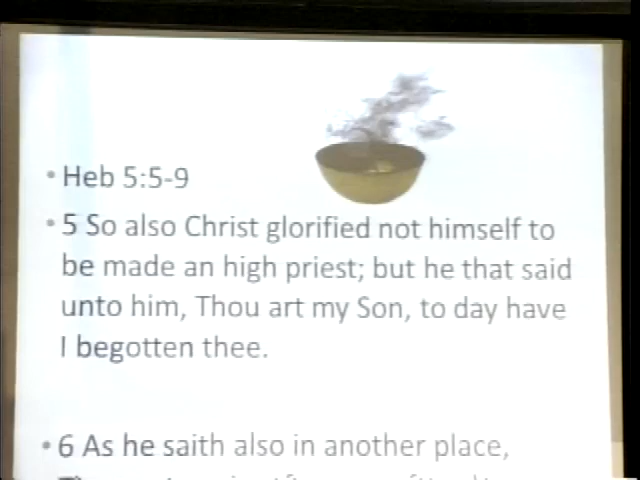 • Heb 5:5-9
• 5 So also Christ glorified not himself to
be made an high priest; but he that said
unto him, Thou art my Son, to day have
I begotten thee.
• 6 As he saith also in another place,